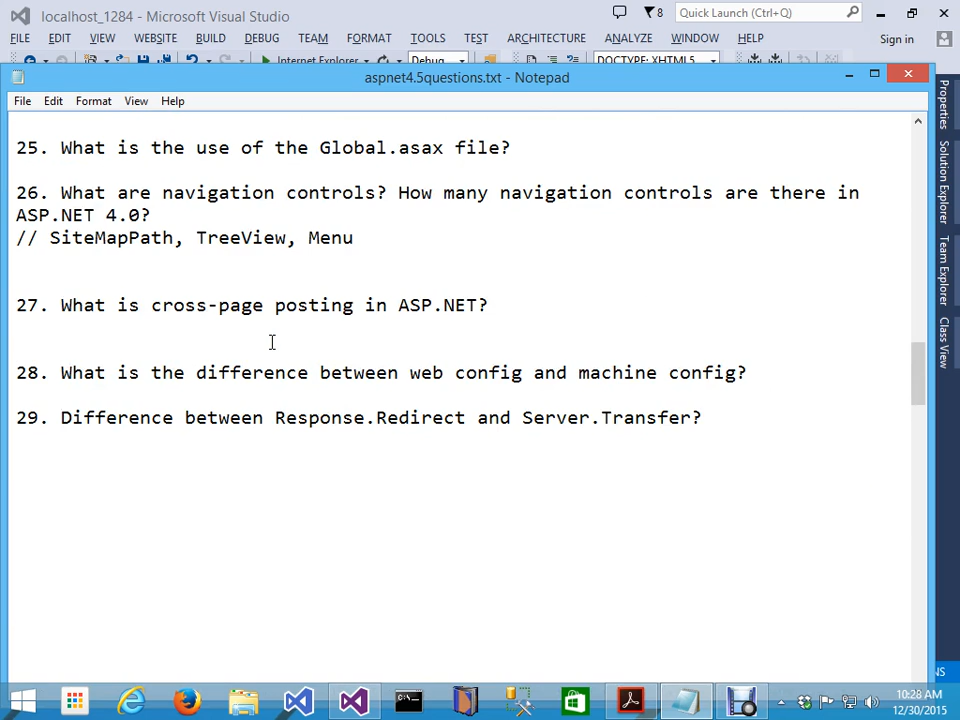 localhost_1284 - Microsoft Visual Studio
8
Quick Launch (Ctrl+Q)
FILE EDIT VIEW WEBSITE BUILD DEBUG TEAM FORMAT TOOLS TEST ARCHITECTURE ANALYZE WINDOW HELP
Sign in
Internet Explorer Debug DOCTYPE: XHTML5
aspnet4.5questions.txt - Notepad
File Edit Format View Help
25. What is the use of the Global.asax file?
26. What are navigation controls? How many navigation controls are there in
ASP.NET 4.0?
// SiteMapPath, TreeView, Menu
27. What is cross-page posting in ASP.NET?
28. What is the difference between web config and machine config?
29. Difference between Response.Redirect and Server.Transfer?
Properties
Solution Explorer
Team Explorer
Class View
NS
10:28 AM
12/30/2015